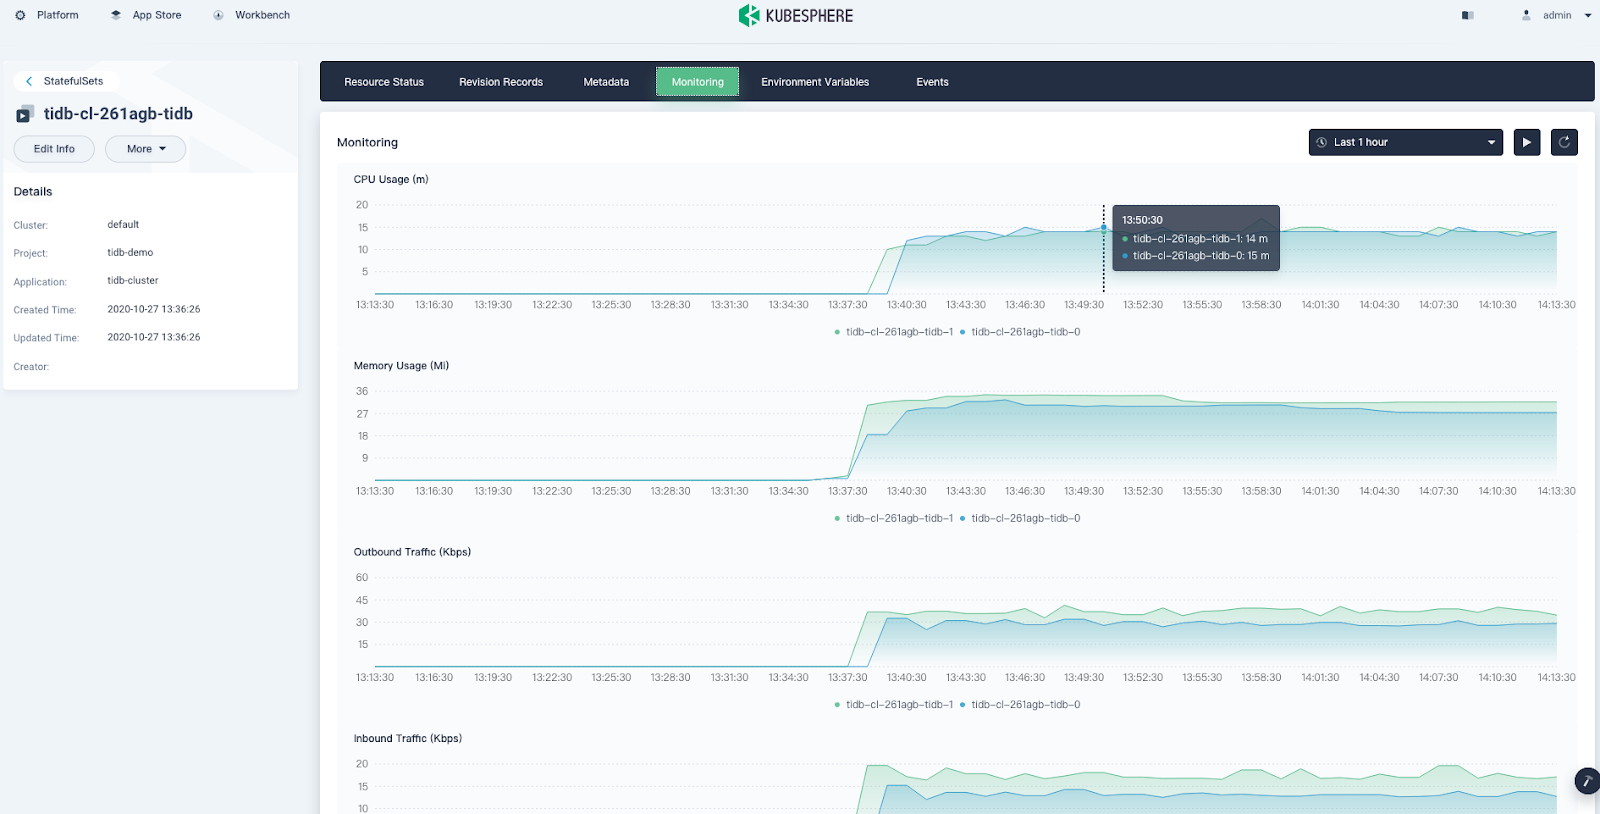 Platform App Store Workbench KUBESPHERE admin
StatefulSets
tidb-cl-261agb-tidb
Edit Info More
Details
Cluster: default
Project: tidb-demo
Application: tidb-cluster
Created Time: 2020-10-27 13:36:26
Updated Time: 2020-10-27 13:36:26
Creator:
Resource Status Revision Records Metadata Monitoring Environment Variables Events
Monitoring Last 1 hour
CPU Usage (m)
20
15
10
5
13:50:30
tidb-cl-261agb-tidb-1: 14 m
tidb-cl-261agb-tidb-0: 15 m
13:13:30 13:16:30 13:19:30 13:22:30 13:25:30 13:28:30 13:31:30 13:34:30 13:37:30 13:40:30 13:43:30 13:46:30 13:49:30 13:52:30 13:55:30 13:58:30 14:01:30 14:04:30 14:07:30 14:10:30 14:13:30
tidb-cl-261agb-tidb-1 tidb-cl-261agb-tidb-0
Memory Usage (Mi)
36
27
18
9
13:13:30 13:16:30 13:19:30 13:22:30 13:25:30 13:28:30 13:31:30 13:34:30 13:37:30 13:40:30 13:43:30 13:46:30 13:49:30 13:52:30 13:55:30 13:58:30 14:01:30 14:04:30 14:07:30 14:10:30 14:13:30
tidb-cl-261agb-tidb-1 tidb-cl-261agb-tidb-0
Outbound Traffic (Kbps)
60
45
30
15
13:13:30 13:16:30 13:19:30 13:22:30 13:25:30 13:28:30 13:31:30 13:34:30 13:37:30 13:40:30 13:43:30 13:46:30 13:49:30 13:52:30 13:55:30 13:58:30 14:01:30 14:04:30 14:07:30 14:10:30 14:13:30
tidb-cl-261agb-tidb-1 tidb-cl-261agb-tidb-0
Inbound Traffic (Kbps)
20
15
10